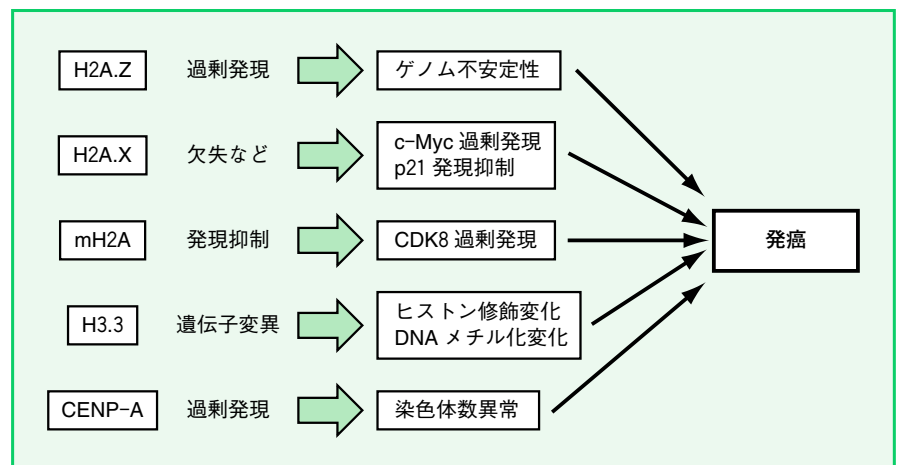 H2A.Z 過剰発現 ゲノム不安定性
H2A.X 欠失など c-Myc 過剰発現
p21 発現抑制
mH2A 発現抑制 CDK8 過剰発現 発癌
H3.3 遺伝子変異 ヒストン修飾変化
DNA メチル化変化
CENP-A 過剰発現 染色体数異常